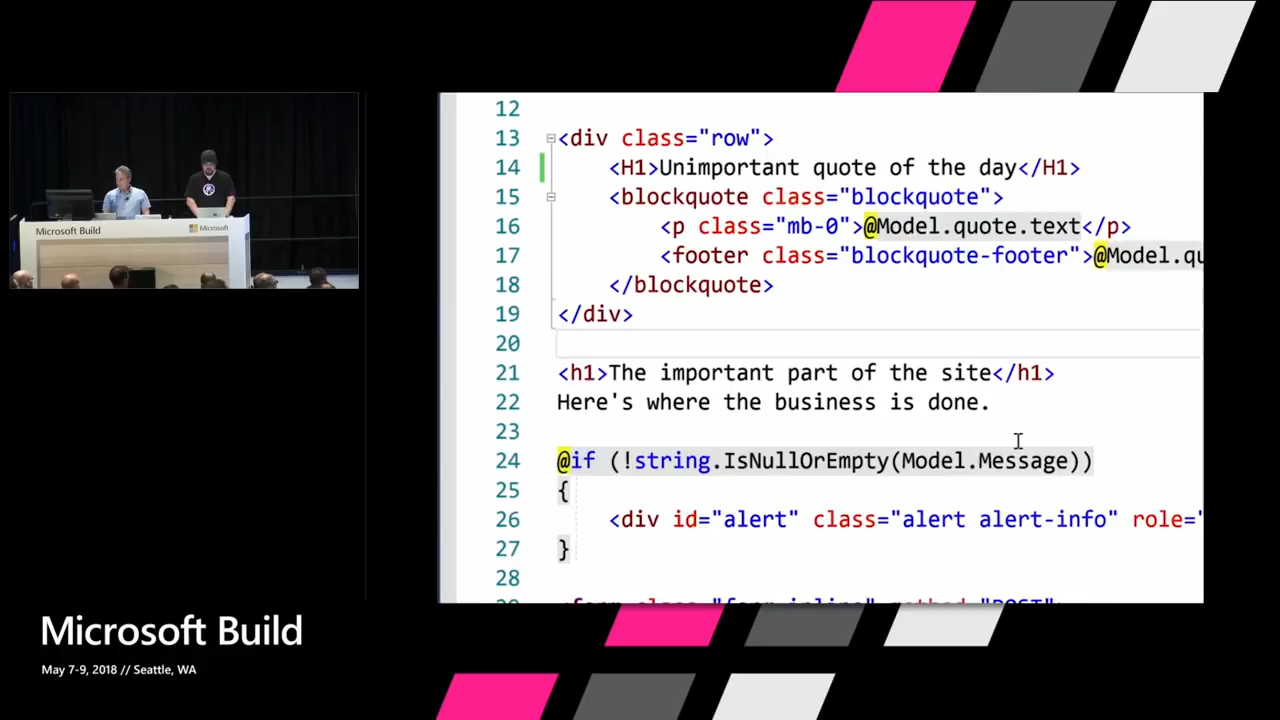 Microsoft Build
Microsoft
12
13 <div class="row">
14 <H1>Unimportant quote of the day</H1>
15 <blockquote class="blockquote">
16 <p class="mb-0">@Model.quote.text</p>
17 <footer class="blockquote-footer">@Model.qu
18 </blockquote>
19 </div>
20
21 <h1>The important part of the site</h1>
22 Here's where the business is done.
23
24 @if (!string.IsNullOrEmpty(Model.Message))
25 {
26 <div id="alert" class="alert alert-info" role="
27 }
28
Microsoft Build
May 7-9, 2018 // Seattle, WA